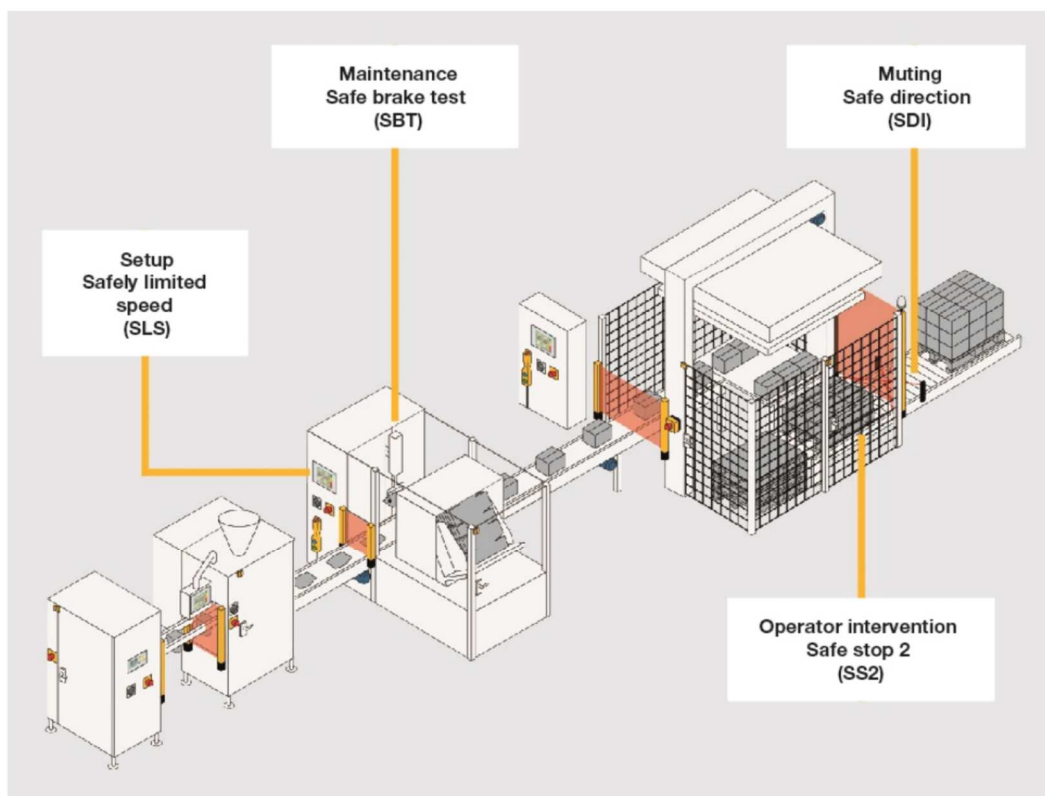 Maintenance
Safe brake test
(SBT)
Muting
Safe direction
(SDI)
Setup
Safely limited
speed
(SLS)
Operator intervention
Safe stop 2
(SS2)